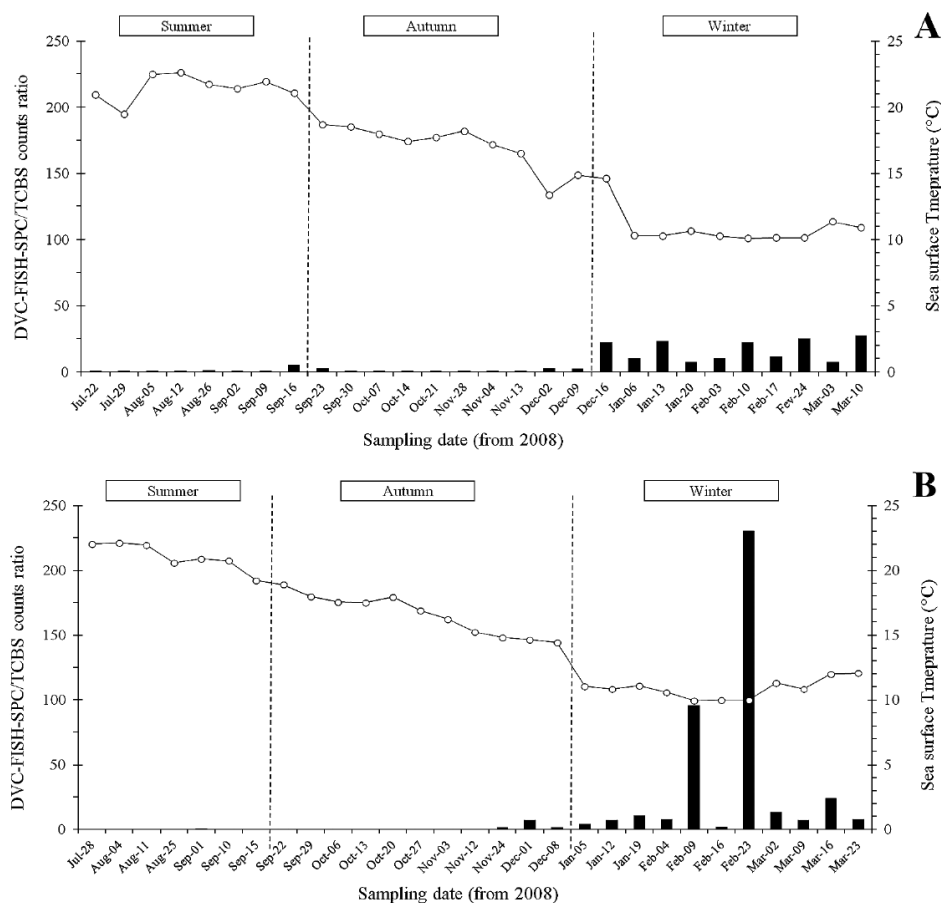 Summer Autumn Winter A
DVC-FISH-SPC/TCBS counts ratio
250
200
150
100
50
0
25
20
15
10
5
0
Sea surface Tmeprature (°C)
Jul-22 Jul-29 Aug-05 Aug-12 Aug-26 Sep-02 Sep-09 Sep-16 Sep-23 Sep-30 Oct-07 Oct-14 Oct-21 Nov-28 Nov-04 Nov-13 Dec-02 Dec-09 Dec-16 Jan-06 Jan-13 Jan-20 Feb-03 Feb-10 Feb-17 Fev-24 Mar-03 Mar-10
Sampling date (from 2008)
Summer Autumn Winter B
DVC-FISH-SPC/TCBS counts ratio
250
200
150
100
50
0
25
20
15
10
5
0
Sea surface Tmeprature (°C)
Jul-28 Aug-04 Aug-11 Aug-25 Sep-01 Sep-10 Sep-15 Sep-22 Sep-29 Oct-06 Oct-13 Oct-20 Oct-27 Nov-03 Nov-12 Nov-24 Dec-01 Dec-08 Jan-05 Jan-12 Jan-19 Feb-04 Feb-09 Feb-16 Feb-23 Mar-02 Mar-09 Mar-16 Mar-23
Sampling date (from 2008)